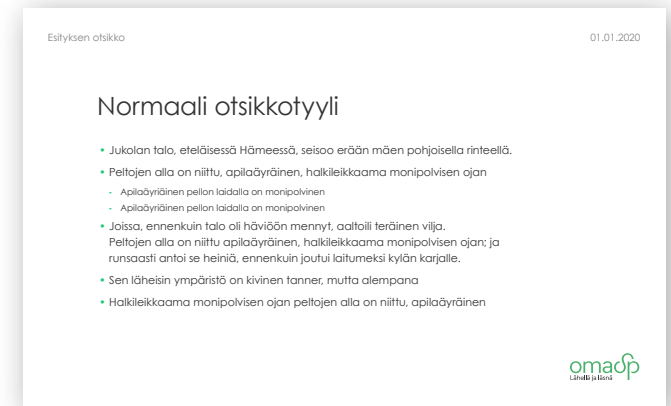 Esityksen otsikko
01.01.2020
Normaali otsikkotyyli
• Jukolan talo, eteläisessä Hämeessä, seisoo erään mäen pohjoisella rinteellä.
• Peltojen alla on niittu, apilaäyräinen, halkileikkaama monipolvisen ojan
- Apilaäyriäinen pellon laidalla on monipolvinen
- Apilaäyriäinen pellon laidalla on monipolvinen
• Joissa, ennenkuin talo oli häviöön mennyt, aaltoili teräinen vilja.
Peltojen alla on niittu apilaäyräinen, halkileikkaama monipolvisen ojan; ja
runsaasti antoi se heiniä, ennenkuin joutui laitumeksi kylän karjalle.
• Sen läheisin ympäristö on kivinen tanner, mutta alempana
• Halkileikkaama monipolvisen ojan peltojen alla on niittu, apilaäyräinen
omasp
Lähellä ja läsnä